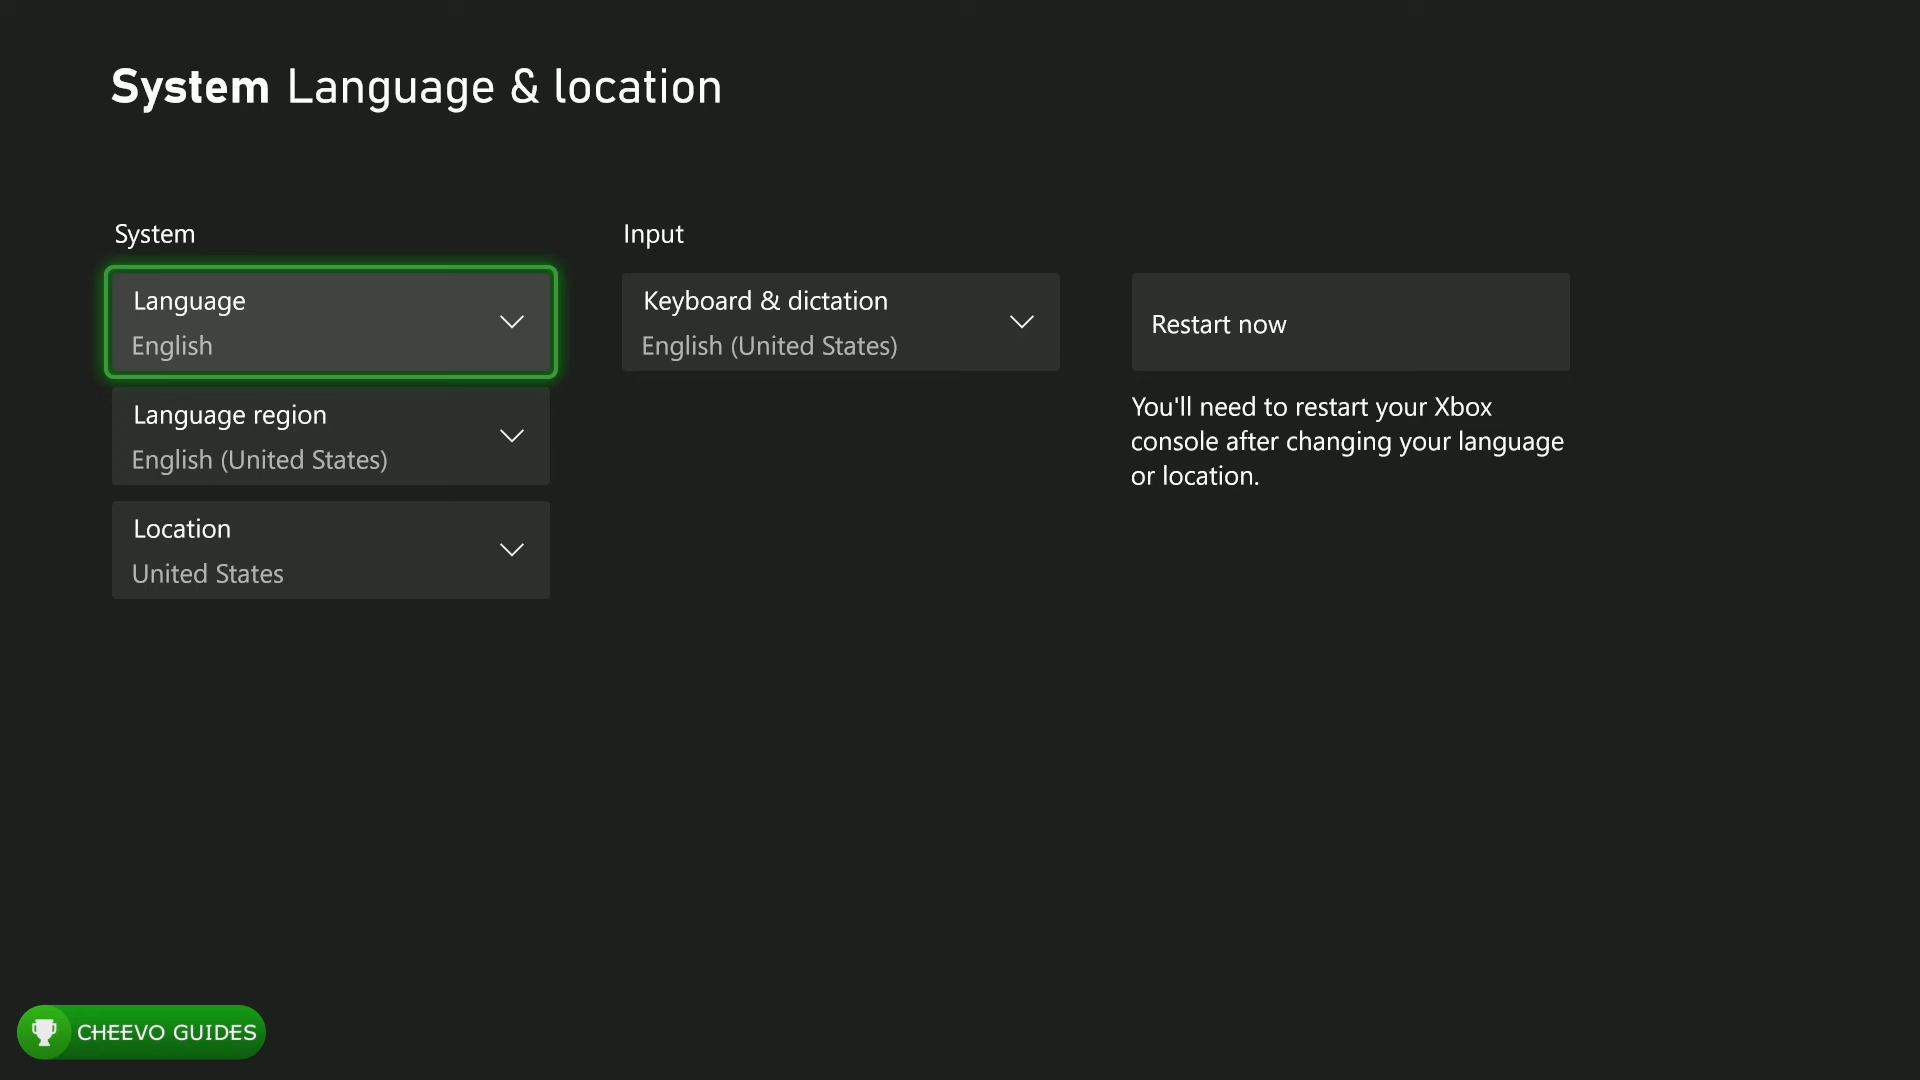 System Language & location
System
Language
English
Language region
English (United States)
Location
United States
Input
Keyboard & dictation
English (United States)
Restart now
You'll need to restart your Xbox
console after changing your language
or location.
CHEEVO GUIDES